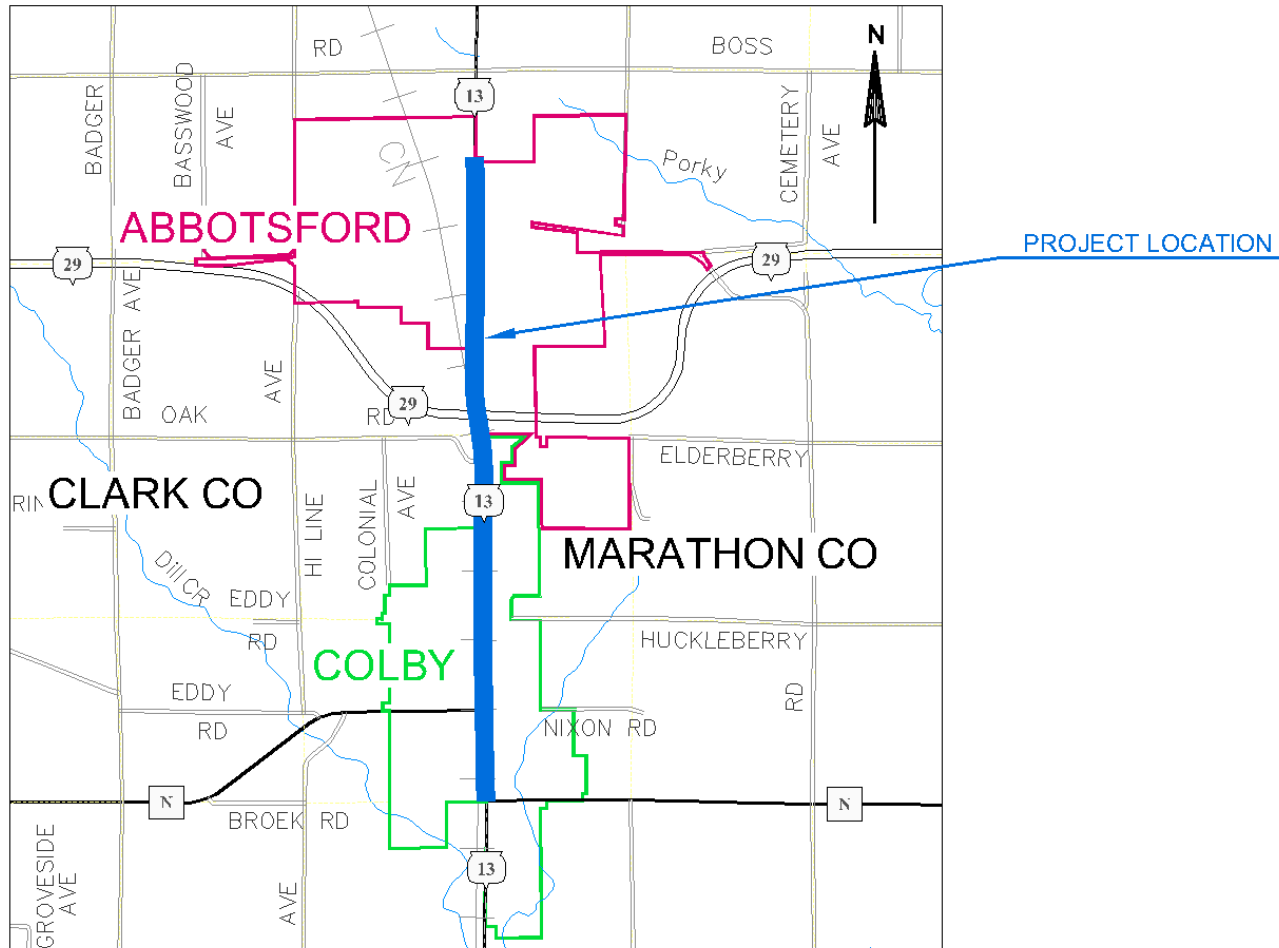 RD
BOSS
N
13
BADGER
BASSWOOD
AVE
CEMETERY
AVE
CN
Porky
ABBOTSFORD
PROJECT LOCATION
29
29
BADGER AVE
AVE
29
OAK
RD
ELDERBERRY
CLARK CO
RIN
13
HI LINE
COLONIAL
AVE
MARATHON CO
Dill CR
EDDY
RD
HUCKLEBERRY
COLBY
EDDY
RD
NIXON RD
RD
N
N
BROEK RD
GROVESIDE
AVE
AVE
13